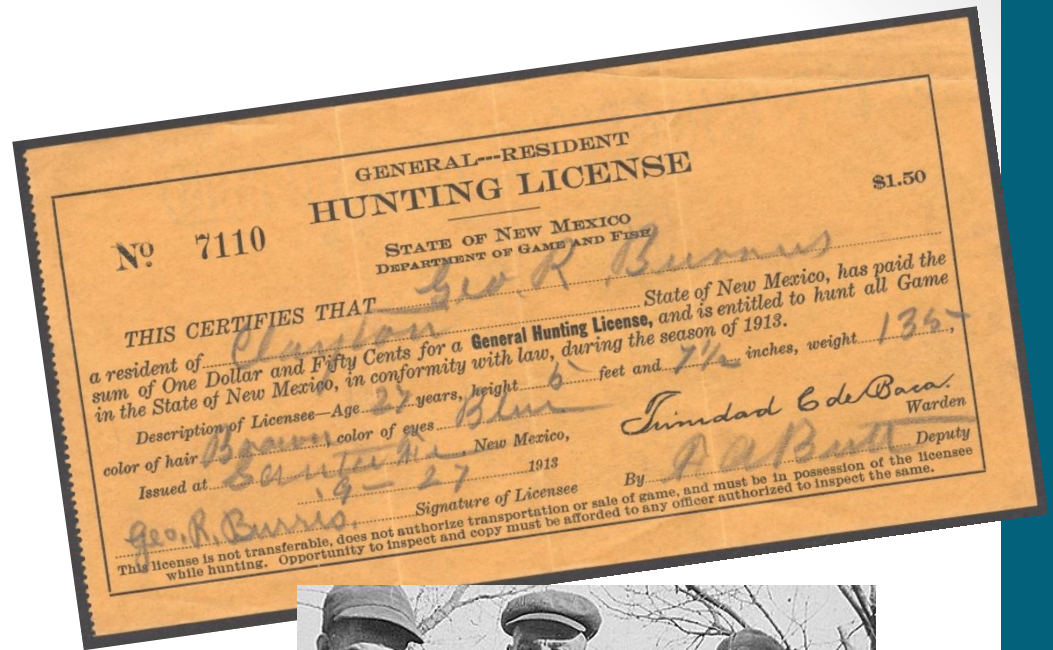 GENERAL---RESIDENT
HUNTING LICENSE
$1.50
No 7110
STATE OF NEW MEXICO
DEPARTMENT OF GAME AND FISH
THIS CERTIFIES THAT Geo. R Burrus
a resident of Clayton State of New Mexico, has paid the
sum of One Dollar and Fifty Cents for a General Hunting License, and is entitled to hunt all Game
in the State of New Mexico, in conformity with law, during the season of 1913.
Description of Licensee—Age 27 years, height 5 feet and 7½ inches, weight 135,
color of hair Brown, color of eyes Blue
Trinidad C de Baca.
Warden
Issued at Santa Fe New Mexico,
9-27 1913
By Deputy
Geo. R. Burris. Signature of Licensee
This license is not transferable, does not authorize transportation or sale of game, and must be in possession of the licensee
while hunting. Opportunity to inspect and copy must be afforded to any officer authorized to inspect the same.